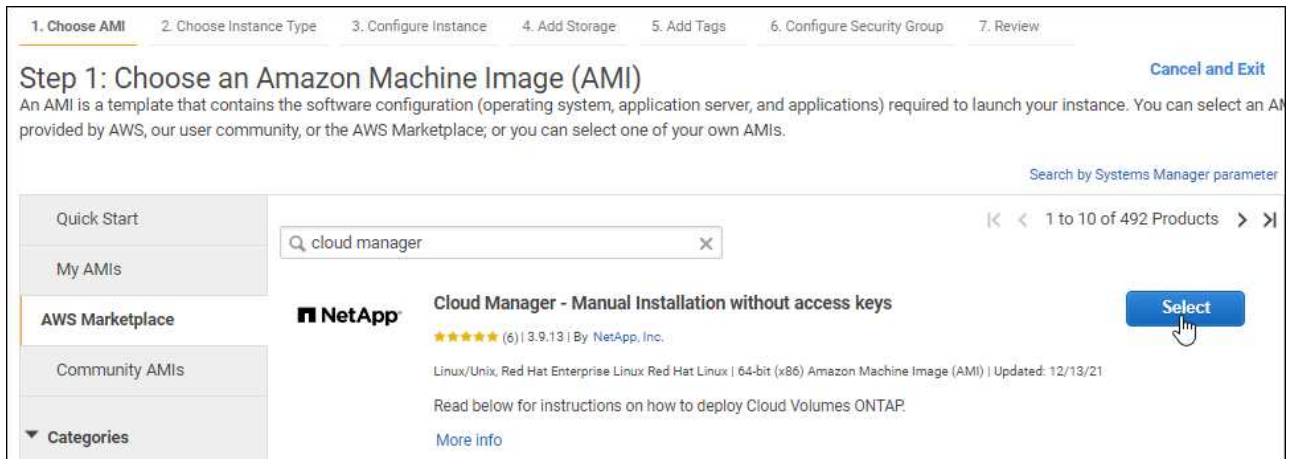 1. Choose AMI 2. Choose Instance Type 3. Configure Instance 4. Add Storage 5. Add Tags 6. Configure Security Group 7. Review
Step 1: Choose an Amazon Machine Image (AMI)
Cancel and Exit
An AMI is a template that contains the software configuration (operating system, application server, and applications) required to launch your instance. You can select an AM
provided by AWS, our user community, or the AWS Marketplace; or you can select one of your own AMIs.
Search by Systems Manager parameter
Quick Start
My AMIs
AWS Marketplace
Community AMIs
Categories
1 to 10 of 492 Products
cloud manager
NetApp
Cloud Manager - Manual Installation without access keys
Select
(6) | 3.9.13 | By NetApp, Inc.
Linux/Unix, Red Hat Enterprise Linux Red Hat Linux | 64-bit (x86) Amazon Machine Image (AMI) | Updated: 12/13/21
Read below for instructions on how to deploy Cloud Volumes ONTAP.
More info